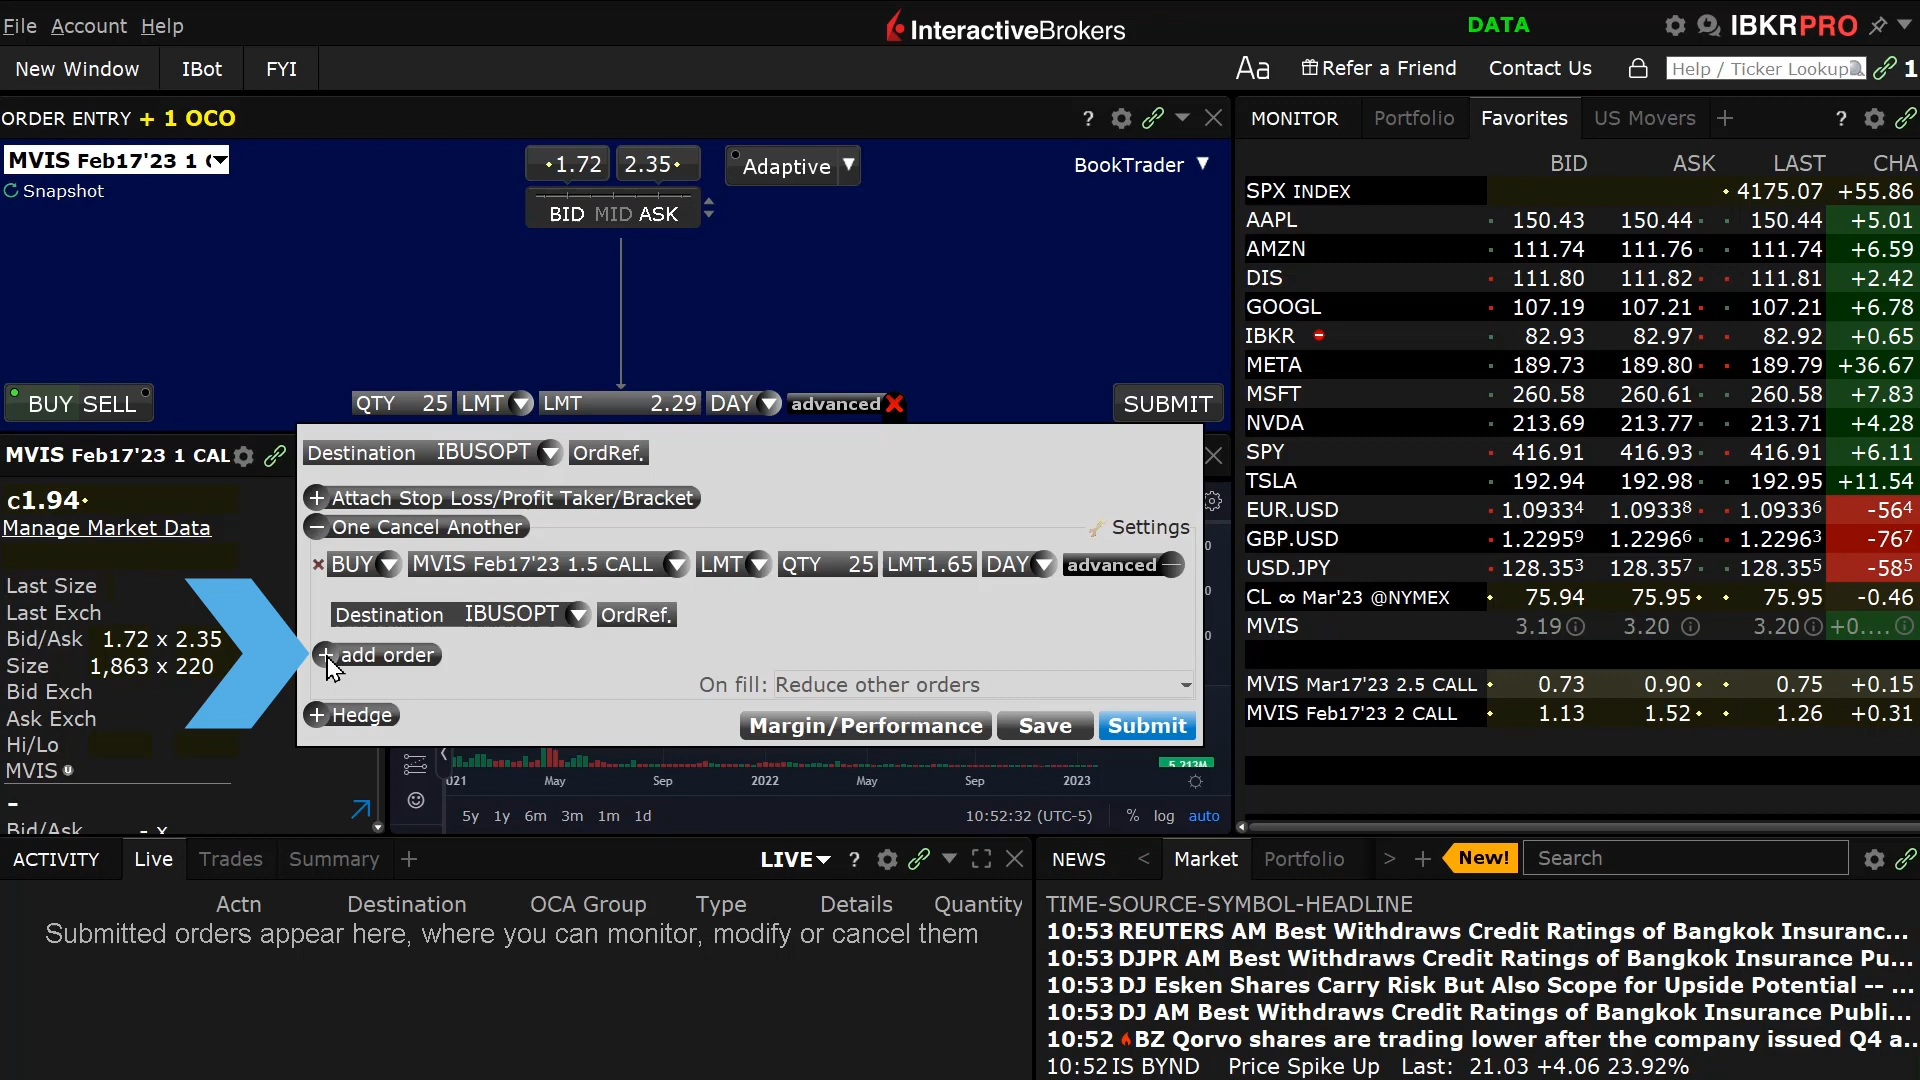 File Account Help
InteractiveBrokers
DATA
IBKRPRO
New Window IBot FYI
Aa Refer a Friend Contact Us Help / Ticker Lookup 1
ORDER ENTRY + 1 OCO ?
MVIS Feb17'23 1
Snapshot
1.72 2.35 Adaptive BookTrader
BID MID ASK
BUY SELL QTY 25 LMT LMT 2.29 DAY advanced SUBMIT
Destination IBUSOPT OrdRef.
+ Attach Stop Loss/Profit Taker/Bracket
− One Cancel Another Settings
BUY MVIS Feb17'23 1.5 CALL LMT QTY 25 LMT1.65 DAY advanced
Destination IBUSOPT OrdRef.
+ add order
On fill: Reduce other orders
+ Hedge
Margin/Performance Save Submit
MVIS Feb17'23 1 CAL
c1.94
Manage Market Data
Last Size
Last Exch
Bid/Ask 1.72 x 2.35
Size 1,863 x 220
Bid Exch
Ask Exch
Hi/Lo
MVIS
-
Bid/Ask - x
0
0
0
5.213M
021 May Sep 2022 May Sep 2023
5y 1y 6m 3m 1m 1d 10:52:32 (UTC-5) % log auto
MONITOR Portfolio Favorites US Movers + ?
BID ASK LAST CHA
SPX INDEX 4175.07 +55.86
AAPL 150.43 150.44 150.44 +5.01
AMZN 111.74 111.76 111.74 +6.59
DIS 111.80 111.82 111.81 +2.42
GOOGL 107.19 107.21 107.21 +6.78
IBKR 82.93 82.97 82.92 +0.65
META 189.73 189.80 189.79 +36.67
MSFT 260.58 260.61 260.58 +7.83
NVDA 213.69 213.77 213.71 +4.28
SPY 416.91 416.93 416.91 +6.11
TSLA 192.94 192.98 192.95 +11.54
EUR.USD 1.0933⁴ 1.0933⁸ 1.0933⁶ -56⁴
GBP.USD 1.2295⁹ 1.2296⁶ 1.2296³ -76⁷
USD.JPY 128.35³ 128.35⁷ 128.35⁵ -58⁵
CL ∞ Mar'23 @NYMEX 75.94 75.95 75.95 -0.46
MVIS 3.19 3.20 3.20 +0....
MVIS Mar17'23 2.5 CALL 0.73 0.90 0.75 +0.15
MVIS Feb17'23 2 CALL 1.13 1.52 1.26 +0.31
ACTIVITY Live Trades Summary + LIVE ?
Actn Destination OCA Group Type Details Quantity
Submitted orders appear here, where you can monitor, modify or cancel them
NEWS < Market Portfolio > + New! Search
TIME-SOURCE-SYMBOL-HEADLINE
10:53 REUTERS AM Best Withdraws Credit Ratings of Bangkok Insuranc...
10:53 DJPR AM Best Withdraws Credit Ratings of Bangkok Insurance Pu...
10:53 DJ Esken Shares Carry Risk But Also Scope for Upside Potential -- ...
10:53 DJ AM Best Withdraws Credit Ratings of Bangkok Insurance Publi...
10:52 BZ Qorvo shares are trading lower after the company issued Q4 a..
10:52 IS BYND Price Spike Up Last: 21.03 +4.06 23.92%